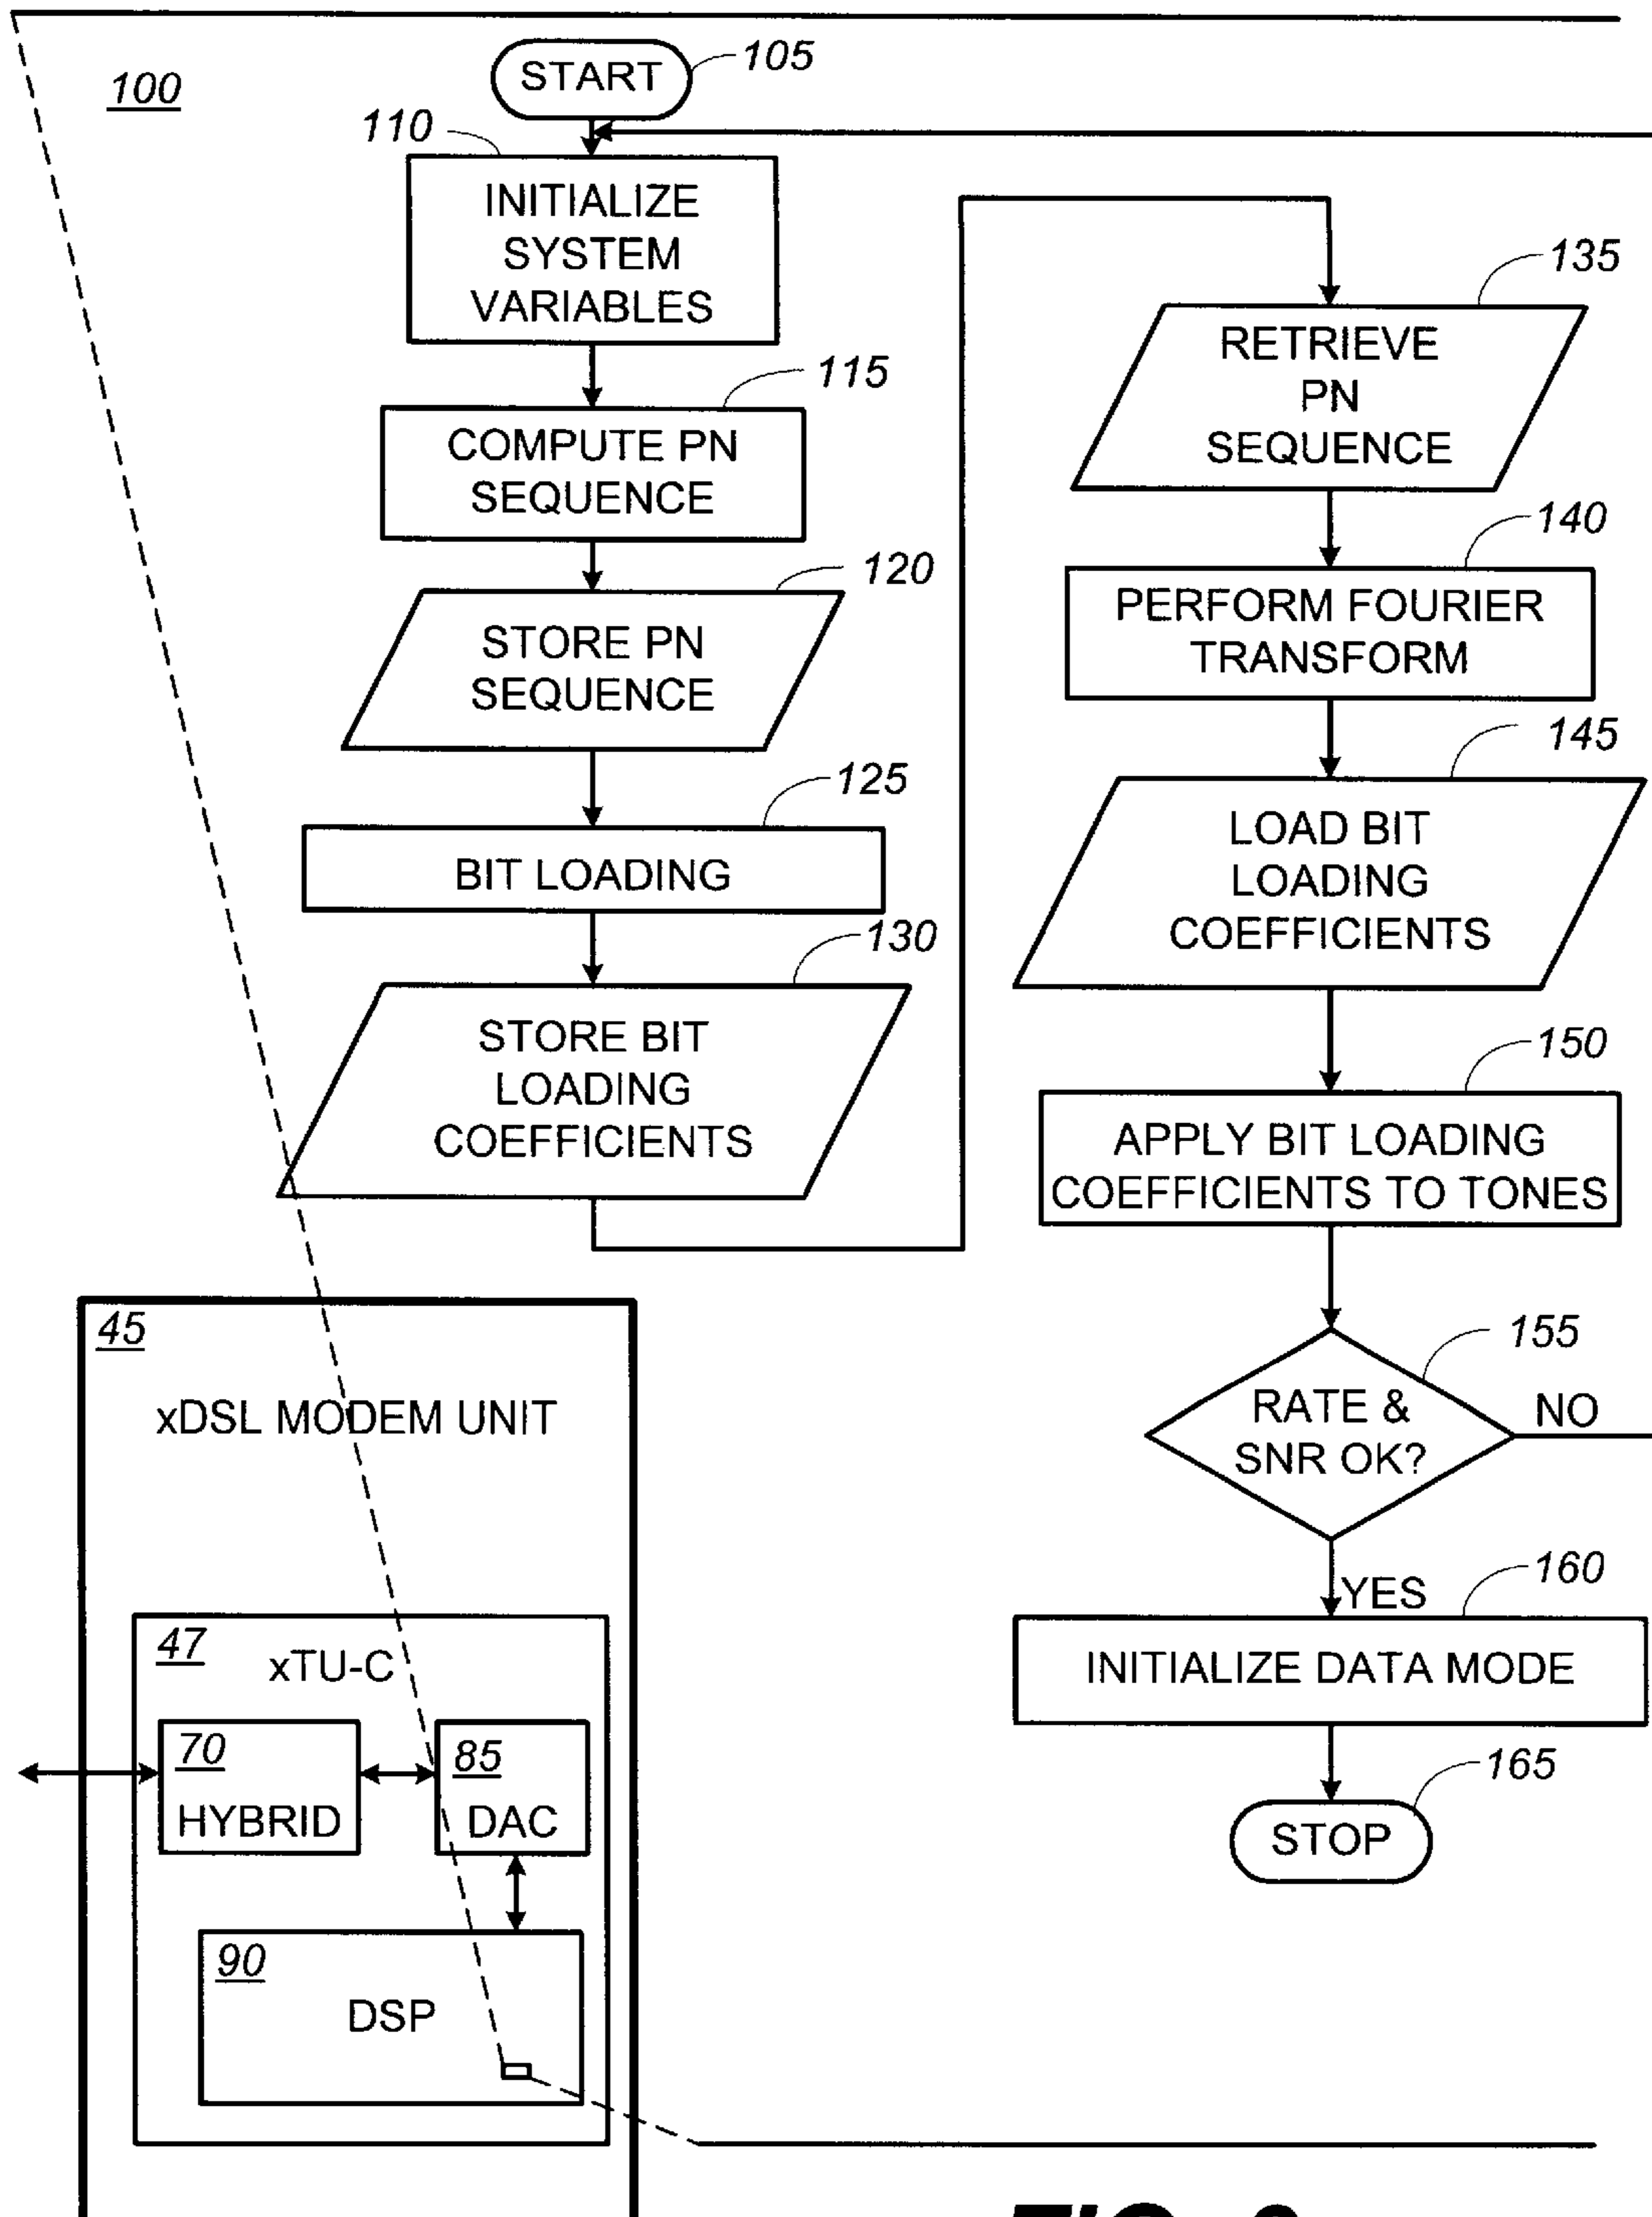 100
START
105
110
INITIALIZE
SYSTEM
VARIABLES
115
COMPUTE PN
SEQUENCE
120
STORE PN
SEQUENCE
125
BIT LOADING
130
STORE BIT
LOADING
COEFFICIENTS
135
RETRIEVE
PN
SEQUENCE
140
PERFORM FOURIER
TRANSFORM
145
LOAD BIT
LOADING
COEFFICIENTS
150
APPLY BIT LOADING
COEFFICIENTS TO TONES
155
RATE &
SNR OK?
NO
YES
160
INITIALIZE DATA MODE
165
STOP
45
xDSL MODEM UNIT
47
xTU-C
70
HYBRID
85
DAC
90
DSP